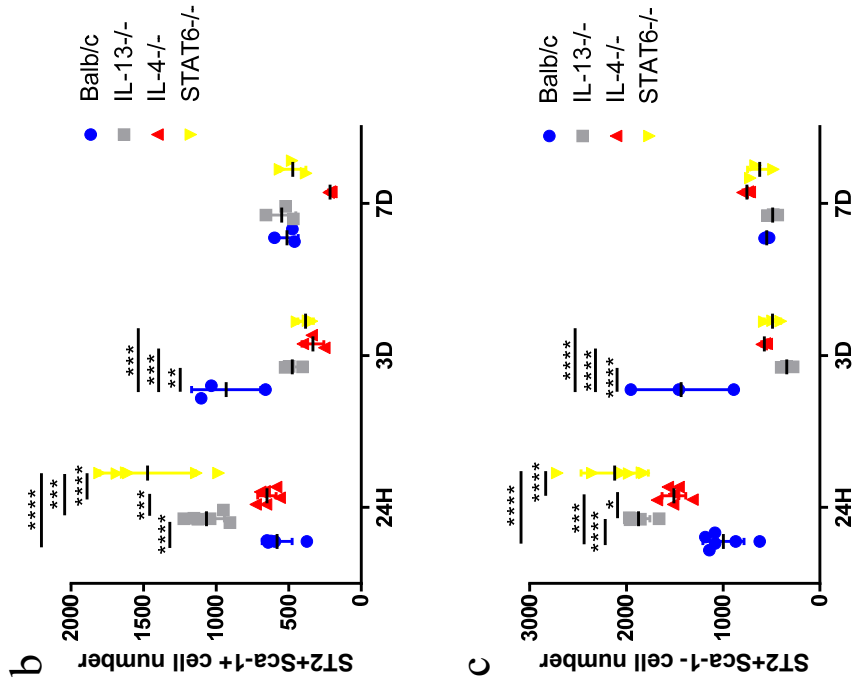 b
ST2+Sca-1+ cell number
2000
1500
1000
500
0
****
***
****
***
****
***
***
**
24H
3D
7D
Balb/c
IL-13-/-
IL-4-/-
STAT6-/-
c
ST2+Sca-1- cell number
3000
2000
1000
0
****
****
***
*
****
****
****
****
24H
3D
7D
Balb/c
IL-13-/-
IL-4-/-
STAT6-/-